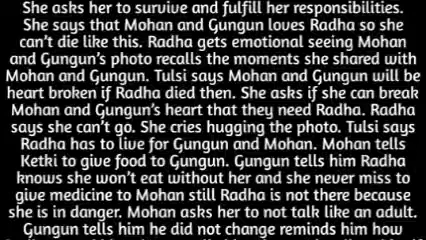 She asks her to survive and fulfill her responsibilities.
She says that Mohan and Gungun loves Radha so she
can't die like this. Radha gets emotional seeing Mohan
and Gungun's photo recalls the moments she shared with
Mohan and Gungun. Tulsi says Mohan and Gungun will be
heart broken if Radha died then. She asks if she can break
Mohan and Gungun's heart that they need Radha. Radha
says she can't go. She cries hugging the photo. Tulsi says
Radha has to live for Gungun and Mohan. Mohan tells
Ketki to give food to Gungun. Gungun tells him Radha
knows she won't eat without her and she never miss to
give medicine to Mohan still Radha is not there because
she is in danger. Mohan asks her to not talk like an adult.
Gungun tells him he did not change reminds him how